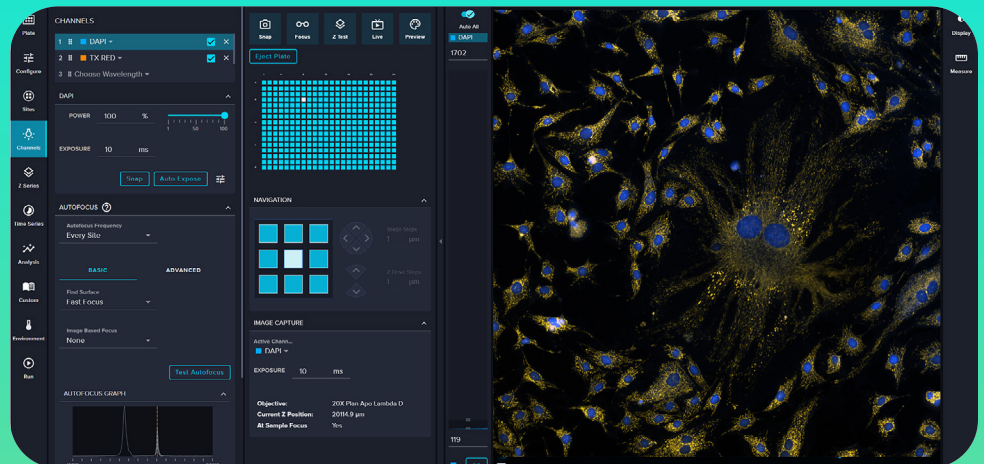 Plate
Configure
Sites
Channels
Z Series
Time Series
Analysis
Custom
Environment
Run
CHANNELS
1 DAPI
2 TX RED
3 Choose Wavelength
DAPI
POWER 100 %
1 50 100
EXPOSURE 10 ms
Snap Auto Expose
AUTOFOCUS
Autofocus Frequency
Every Site
BASIC ADVANCED
Find Surface
Fast Focus
Image Based Focus
None
Test Autofocus
AUTOFOCUS GRAPH
Snap Focus Z Test Live Preview
Eject Plate
NAVIGATION
1 µm
1 µm
IMAGE CAPTURE
Active Chann...
DAPI
EXPOSURE 10 ms
Objective: 20X Plan Apo Lambda D
Current Z Position: 20114.9 µm
At Sample Focus Yes
Auto All
DAPI
1702
119
Display
Measure